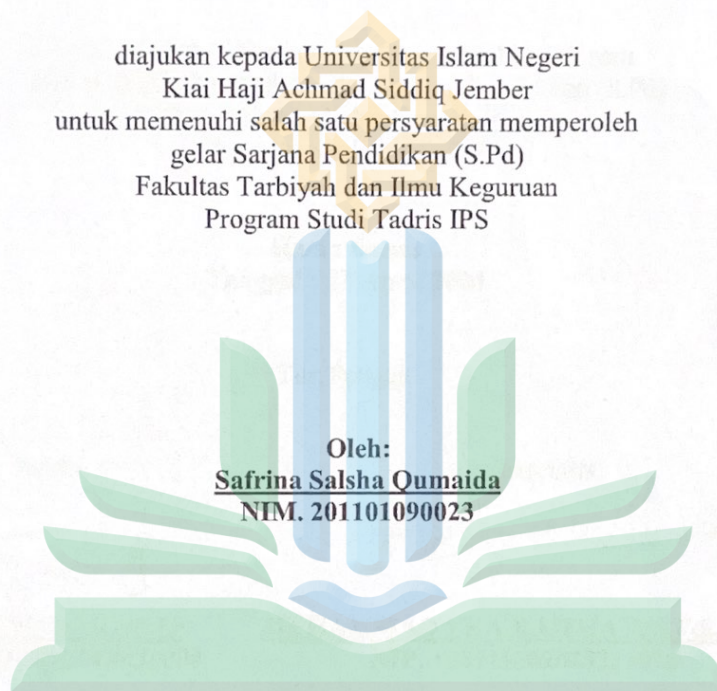 diajukan kepada Universitas Islam Negeri
Kiai Haji Achmad Siddiq Jember
untuk memenuhi salah satu persyaratan memperoleh
gelar Sarjana Pendidikan (S.Pd)
Fakultas Tarbiyah dan Ilmu Keguruan
Program Studi Tadris IPS
Oleh:
Safrina Salsha Qumaida
NIM. 201101090023